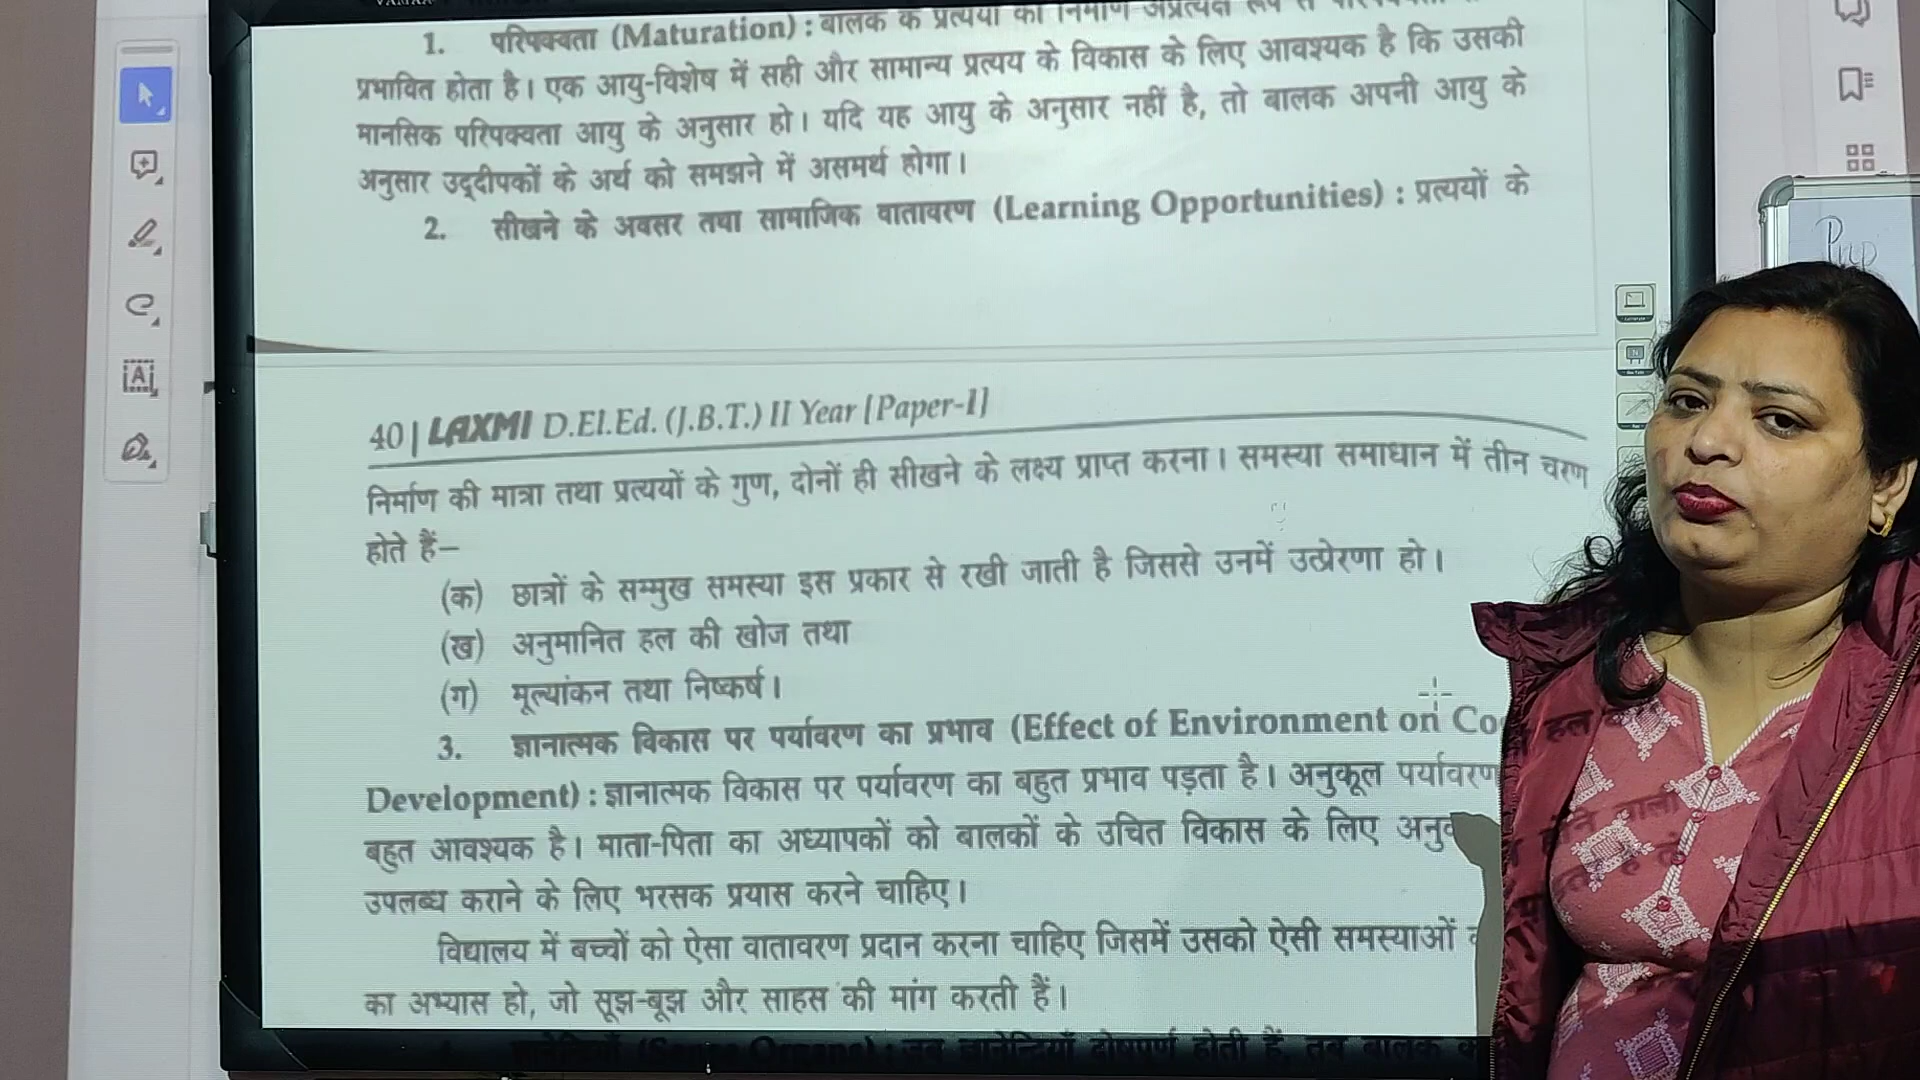 1. परिपक्वता (Maturation) : बालक के प्रत्ययों का निर्माण अप्रत्यक्ष रूप से
प्रभावित होता है। एक आयु-विशेष में सही और सामान्य प्रत्यय के विकास के लिए आवश्यक है कि उसकी
मानसिक परिपक्वता आयु के अनुसार हो। यदि यह आयु के अनुसार नहीं है, तो बालक अपनी आयु के
अनुसार उद्दीपकों के अर्थ को समझने में असमर्थ होगा।
2. सीखने के अवसर तथा सामाजिक वातावरण (Learning Opportunities) : प्रत्ययों के
40 | LAXMI D.El.Ed. (J.B.T.) II Year [Paper-I]
निर्माण की मात्रा तथा प्रत्ययों के गुण, दोनों ही सीखने के लक्ष्य प्राप्त करना। समस्या समाधान में तीन चरण
होते हैं—
(क) छात्रों के सम्मुख समस्या इस प्रकार से रखी जाती है जिससे उनमें उत्प्रेरणा हो।
(ख) अनुमानित हल की खोज तथा
(ग) मूल्यांकन तथा निष्कर्ष।
3. ज्ञानात्मक विकास पर पर्यावरण का प्रभाव (Effect of Environment on
Development) : ज्ञानात्मक विकास पर पर्यावरण का बहुत प्रभाव पड़ता है। अनुकूल पर्यावरण
बहुत आवश्यक है। माता-पिता का अध्यापकों को बालकों के उचित विकास के लिए
उपलब्ध कराने के लिए भरसक प्रयास करने चाहिए।
विद्यालय में बच्चों को ऐसा वातावरण प्रदान करना चाहिए जिसमें उसको ऐसी समस्याओं
का अभ्यास हो, जो सूझ-बूझ और साहस की मांग करती हैं।
(Sense Organs) : जब ज्ञानेन्द्रियाँ दोषपूर्ण होती हैं, तब बालक